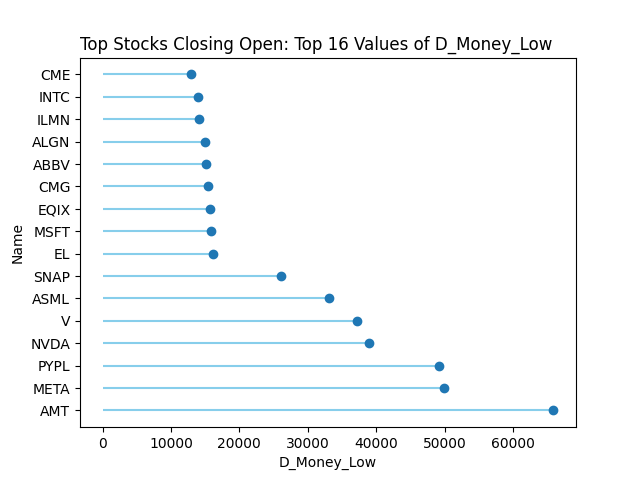 Top Stocks Closing Open: Top 16 Values of D_Money_Low
CME
INTC
ILMN
ALGN
ABBV
CMG
EQIX
MSFT
EL
SNAP
ASML
V
NVDA
PYPL
META
AMT
Name
0 10000 20000 30000 40000 50000 60000
D_Money_Low